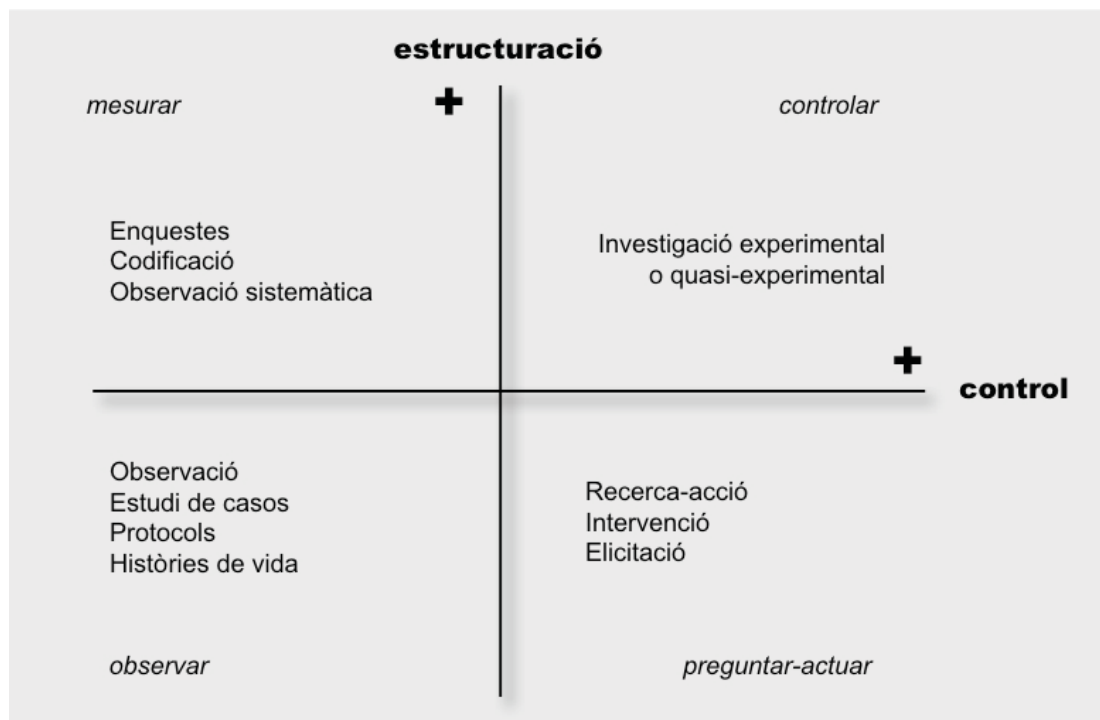 estructuració
mesurar
+
controlar
Enquestes
Codificació
Observació sistemàtica
Investigació experimental
o quasi-experimental
+
control
Observació
Estudi de casos
Protocols
Històries de vida
Recerca-acció
Intervenció
Elicitació
observar
preguntar-actuar